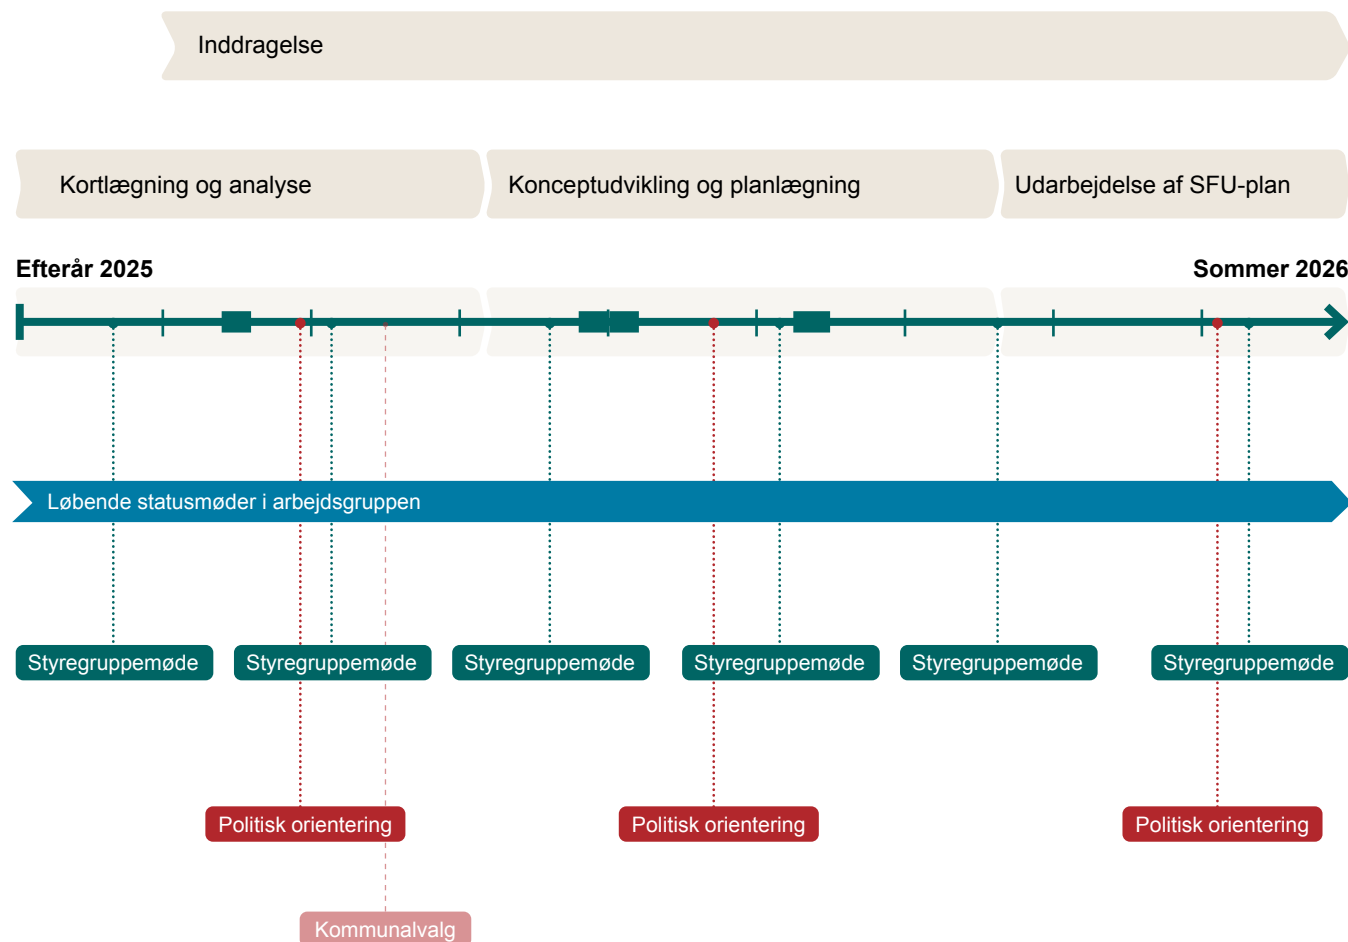 Inddragelse
Kortlægning og analyse
Konceptudvikling og planlægning
Udarbejdelse af SFU-plan
Efterår 2025
Sommer 2026
Løbende statusmøder i arbejdsgruppen
Styregruppemøde
Styregruppemøde
Styregruppemøde
Styregruppemøde
Styregruppemøde
Styregruppemøde
Politisk orientering
Politisk orientering
Politisk orientering
Kommunalvalg